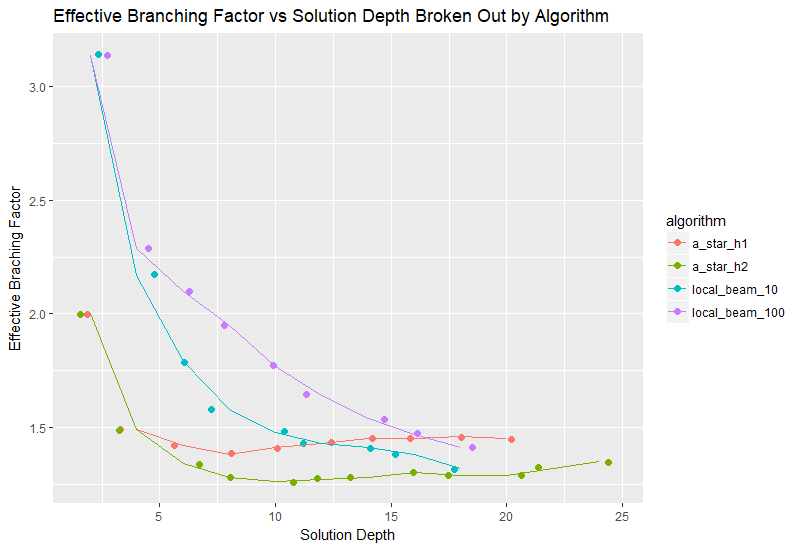 Effective Branching Factor vs Solution Depth Broken Out by Algorithm
Effective Braching Factor
3.0
2.5
2.0
1.5
5
10
15
20
25
Solution Depth
algorithm
a_star_h1
a_star_h2
local_beam_10
local_beam_100